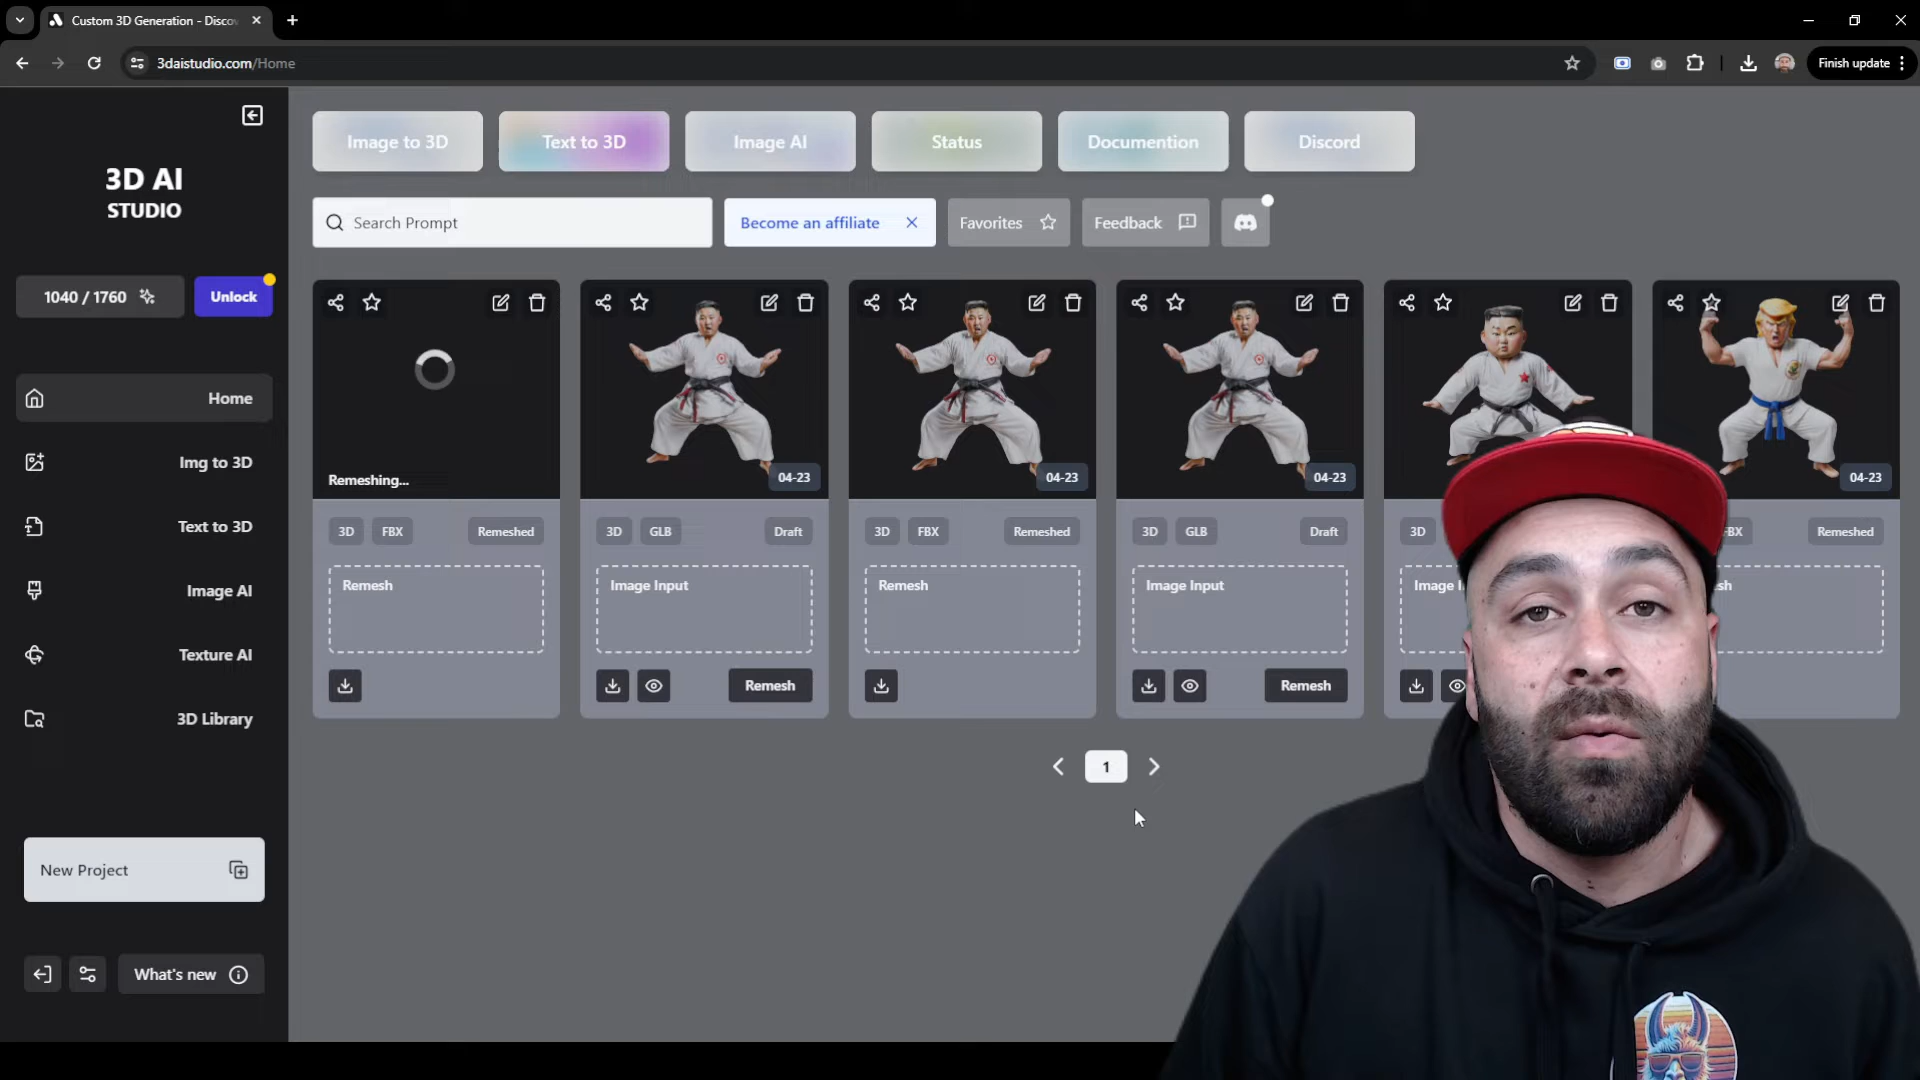 Custom 3D Generation - Disco
3daistudio.com/Home
Finish update
3D AI
STUDIO
1040 / 1760
Unlock
Home
Img to 3D
Text to 3D
Image AI
Texture AI
3D Library
New Project
What's new
Image to 3D
Text to 3D
Image AI
Status
Documention
Discord
Search Prompt
Become an affiliate
Favorites
Feedback
Remeshing...
04-23
04-23
04-23
04-23
3D FBX Remeshed
3D GLB Draft
3D FBX Remeshed
3D GLB Draft
3D
FBX Remeshed
Remesh
Image Input
Remesh
Image Input
Image I
sh
Remesh
Remesh
1